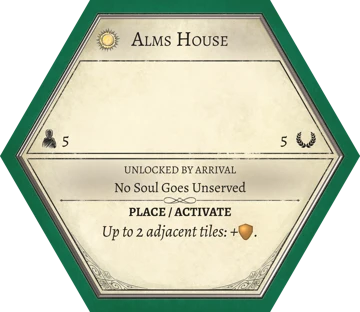 Alms House
5 5
UNLOCKED BY ARRIVAL
No Soul Goes Unserved
PLACE / ACTIVATE
Up to 2 adjacent tiles: + .